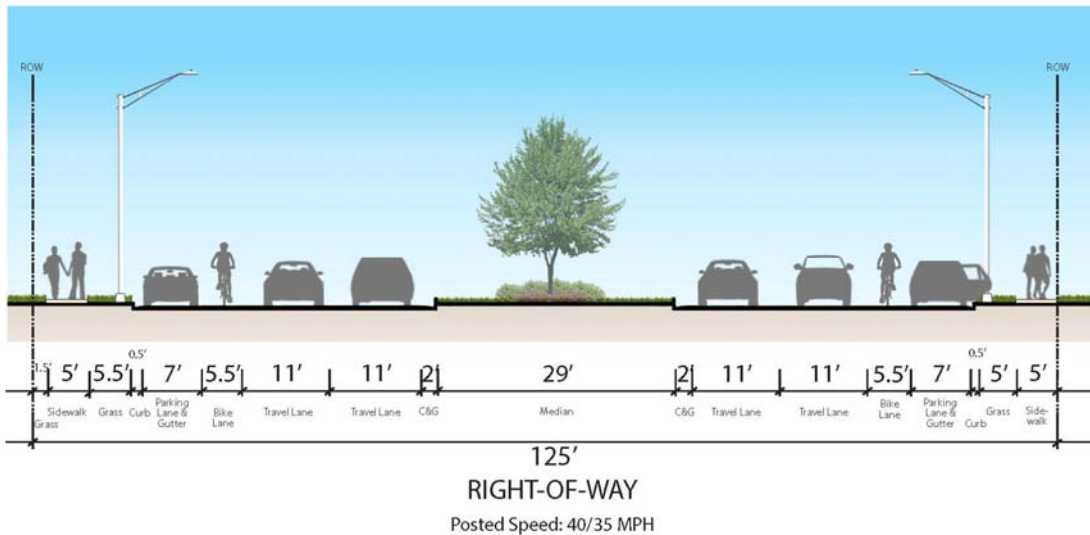 ROW
ROW
0.5'
0.5'
1.5' 5' 5.5' 7' 5.5' 11' 11' 2' 29' 2' 11' 11' 5.5' 7' 5' 5'
Grass Sidewalk Grass Curb Parking Lane & Gutter Bike Lane Travel Lane Travel Lane C&G Median C&G Travel Lane Travel Lane Bike Lane Parking Lane & Gutter Curb Grass Side-walk
125'
RIGHT-OF-WAY
Posted Speed: 40/35 MPH